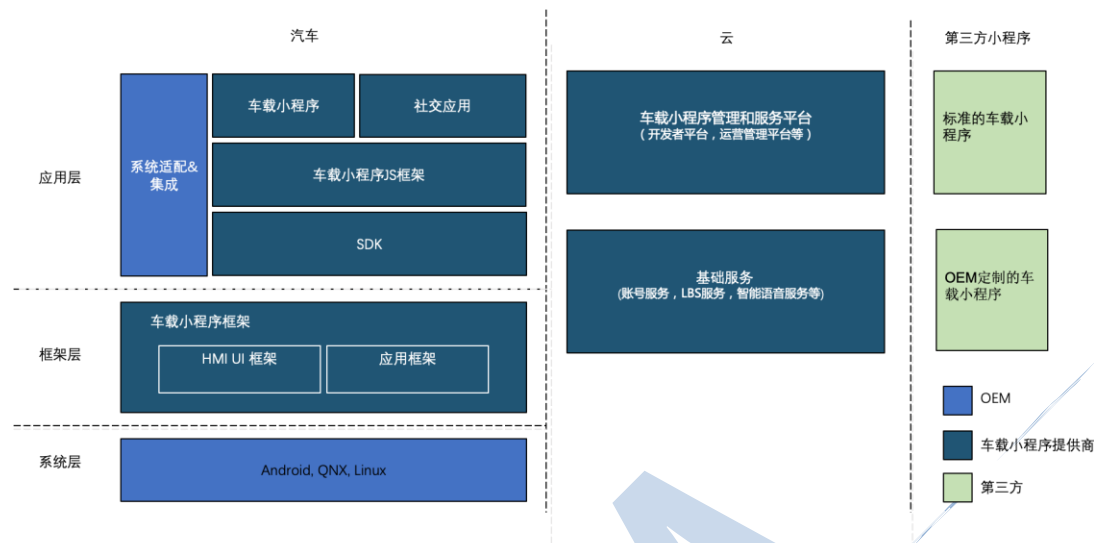 汽车
云
第三方小程序
应用层
系统适配&
集成
车载小程序
社交应用
车载小程序JS框架
SDK
车载小程序管理和服务平台
(开发者平台，运营管理平台等)
标准的车载小
程序
基础服务
(账号服务，LBS服务，智能语音服务等)
OEM定制的车
载小程序
框架层
车载小程序框架
HMI UI 框架
应用框架
系统层
Android, QNX, Linux
OEM
车载小程序提供商
第三方